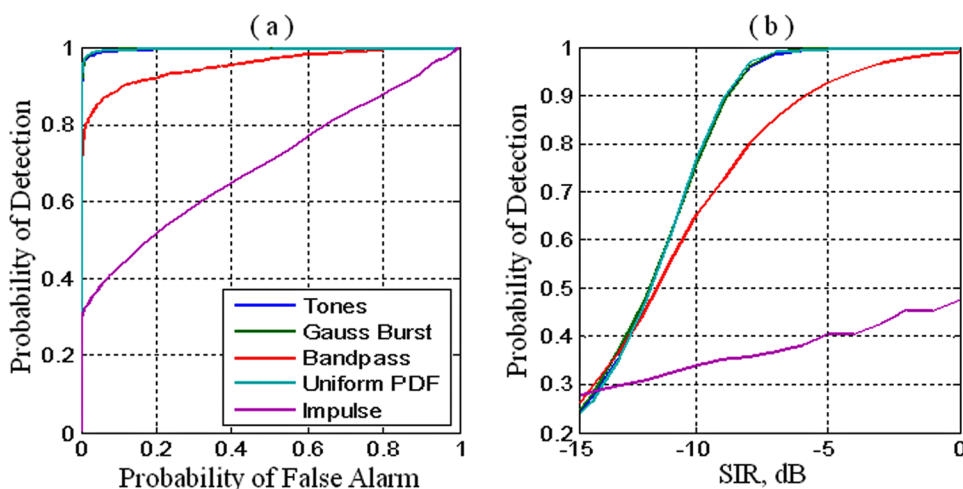 ( a )
Probability of Detection
1
0.8
0.6
0.4
0.2
0
0
0.2
0.4
0.6
0.8
1
Probability of False Alarm
Tones
Gauss Burst
Bandpass
Uniform PDF
Impulse
( b )
Probability of Detection
1
0.9
0.8
0.7
0.6
0.5
0.4
0.3
0.2
-15
-10
-5
0
SIR, dB